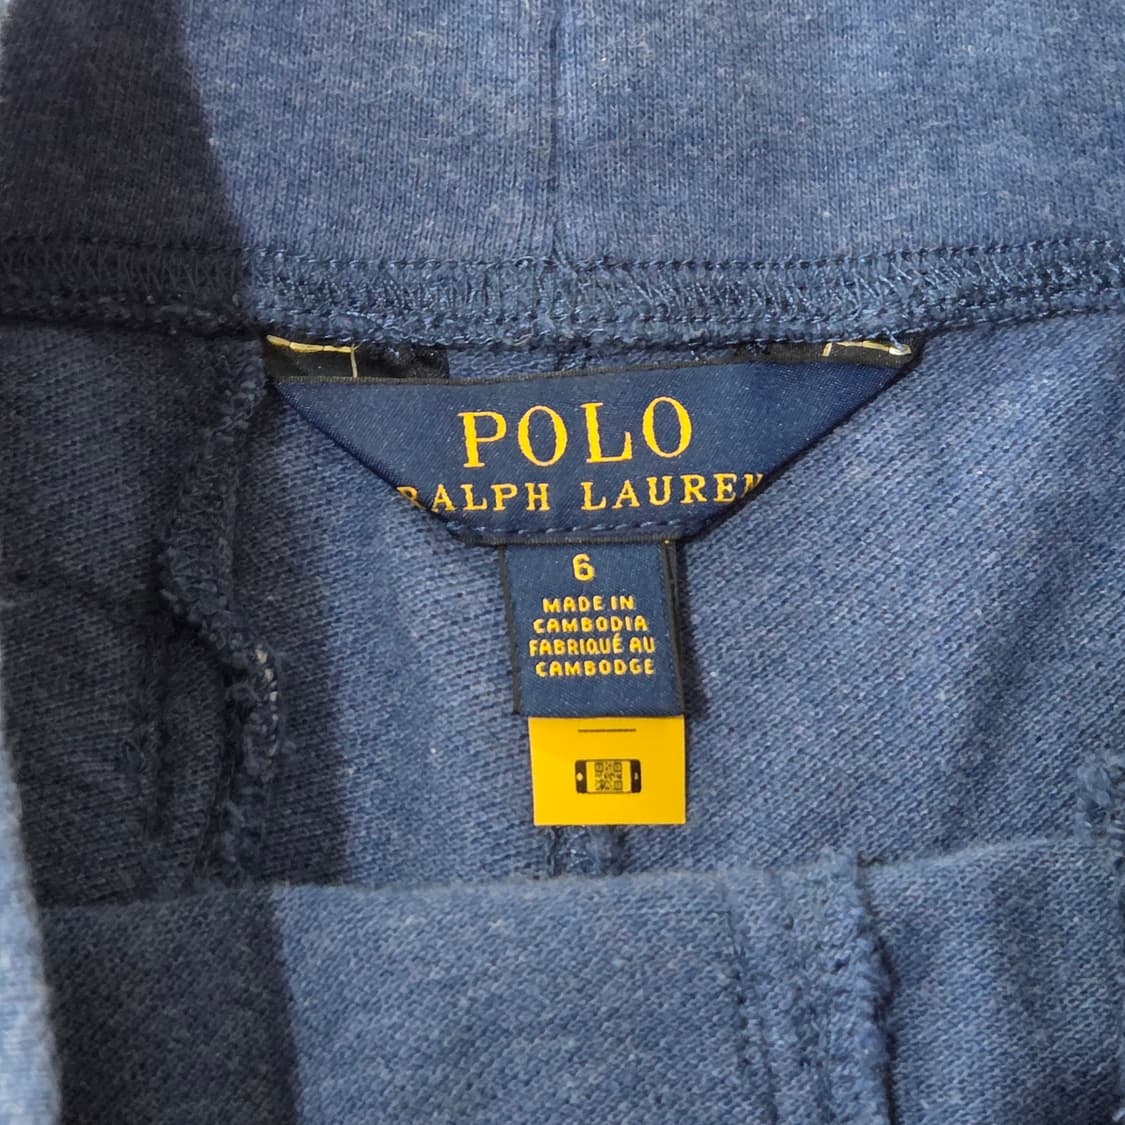 POLO
RALPH LAUREN
6
MADE IN
CAMBODIA
FABRIQUÉ AU
CAMBODGE